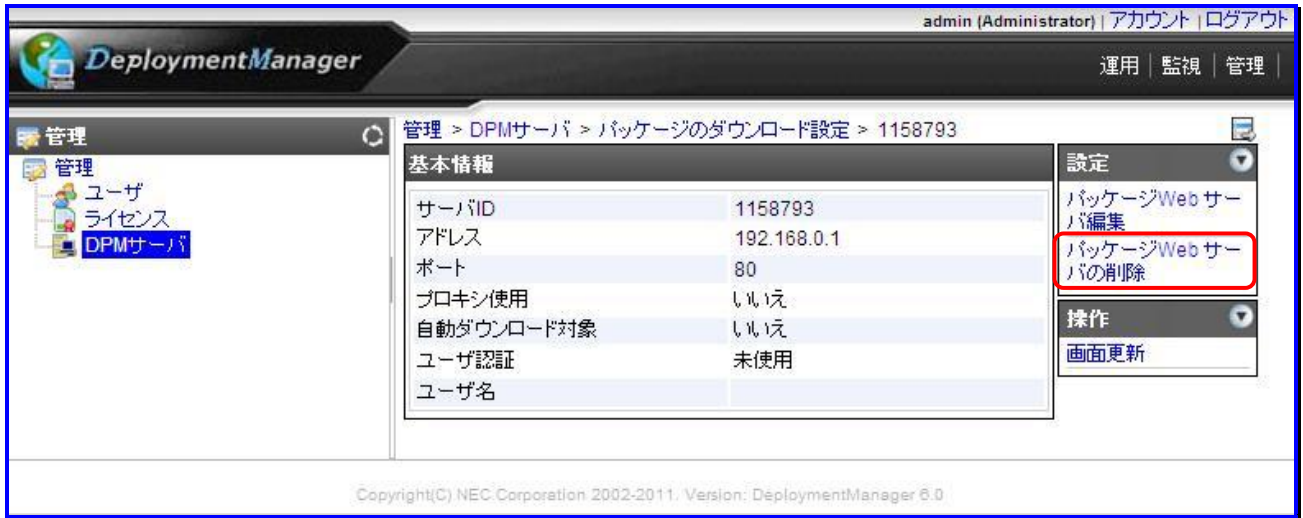 admin (Administrator) | アカウント | ログアウト
DeploymentManager
運用 | 監視 | 管理 |
管理
管理 > DPMサーバ > パッケージのダウンロード設定 > 1158793
管理
ユーザ
ライセンス
DPMサーバ
基本情報
サーバID 1158793
アドレス 192.168.0.1
ポート 80
プロキシ使用 いいえ
自動ダウンロード対象 いいえ
ユーザ認証 未使用
ユーザ名
設定
パッケージWeb サー
バ編集
パッケージWeb サー
バの削除
操作
画面更新
Copyright(C) NEC Corporation 2002-2011. Version: DeploymentManager 6.0